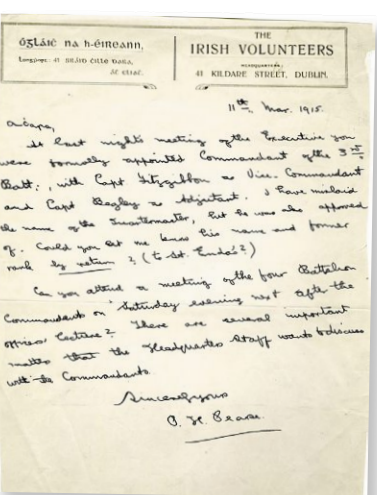 Óglaıċ na h-Éıreann,
41 SRÁID CILLE DARA,
ÁṪ CLIAṪ.
THE
IRISH VOLUNTEERS
HEADQUARTERS:
41 KILDARE STREET, DUBLIN.
11th Mar. 1915.
A chara,
At last night's meeting of the Executive you
were formally appointed Commandant of the 3rd
Batt., with Capt Fitzgibbon as Vice-Commandant
and Capt Begley as Adjutant. I have mislaid
the name of the Quartermaster, but he was also approved
of. Could you let me know his name and former
rank by return? (to St. Enda's?)
Can you attend a meeting of the four Battalion
Commandants on Saturday evening next after the
officers' lecture? There are several important
matters that the Headquarters Staff wants to discuss
with the Commandants.
Sincerely yours
P. H. Pearse.